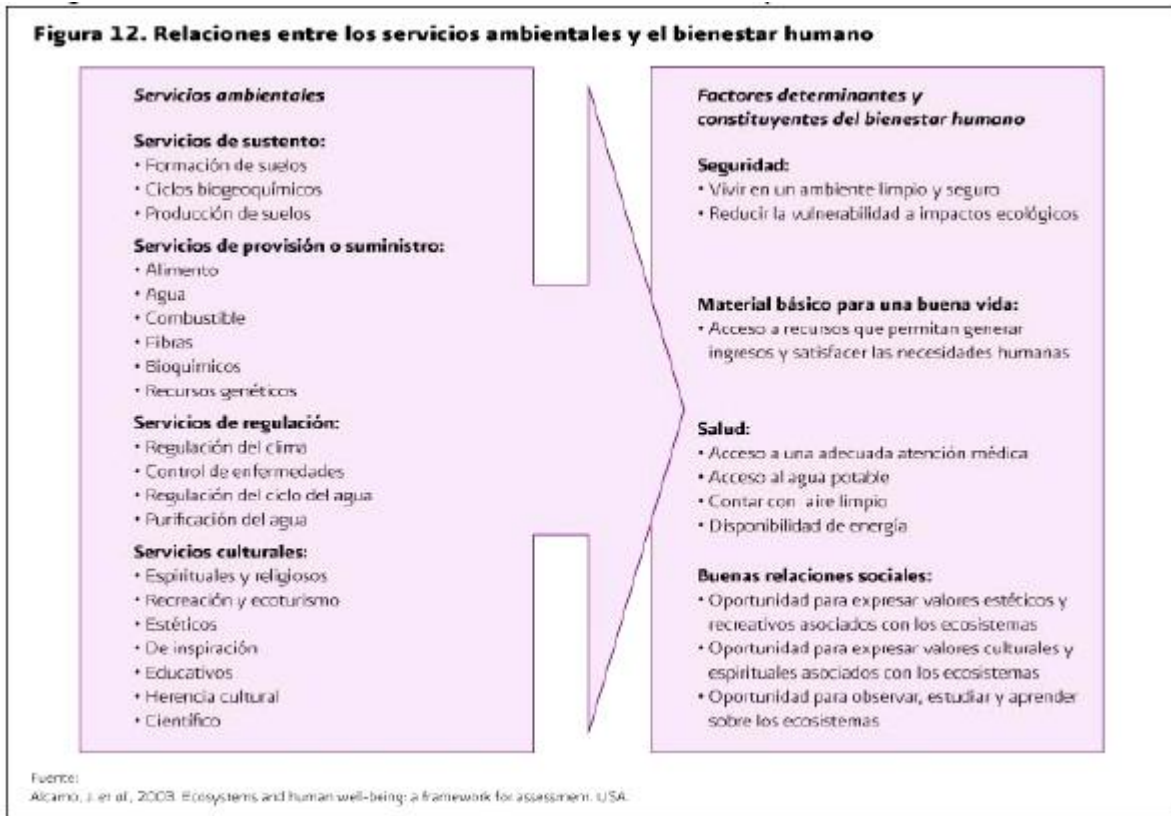 Figura 12. Relaciones entre los servicios ambientales y el bienestar humano
Servicios ambientales
Servicios de sustento:
• Formación de suelos
• Ciclos biogeoquímicos
• Producción de suelos
Servicios de provisión o suministro:
• Alimento
• Agua
• Combustible
• Fibras
• Bioquímicos
• Recursos genéticos
Servicios de regulación:
• Regulación del clima
• Control de enfermedades
• Regulación del ciclo del agua
• Purificación del agua
Servicios culturales:
• Espirituales y religiosos
• Recreación y ecoturismo
• Estéticos
• De inspiración
• Educativos
• Herencia cultural
• Científico
Factores determinantes y
constituyentes del bienestar humano
Seguridad:
• Vivir en un ambiente limpio y seguro
• Reducir la vulnerabilidad a impactos ecológicos
Material básico para una buena vida:
• Acceso a recursos que permitan generar
ingresos y satisfacer las necesidades humanas
Salud:
• Acceso a una adecuada atención médica
• Acceso al agua potable
• Contar con aire limpio
• Disponibilidad de energía
Buenas relaciones sociales:
• Oportunidad para expresar valores estéticos y
recreativos asociados con los ecosistemas
• Oportunidad para expresar valores culturales y
espirituales asociados con los ecosistemas
• Oportunidad para observar, estudiar y aprender
sobre los ecosistemas
Fuente:
Alcamo, J. et al., 2003. Ecosystems and human well-being: a framework for assessment. USA.